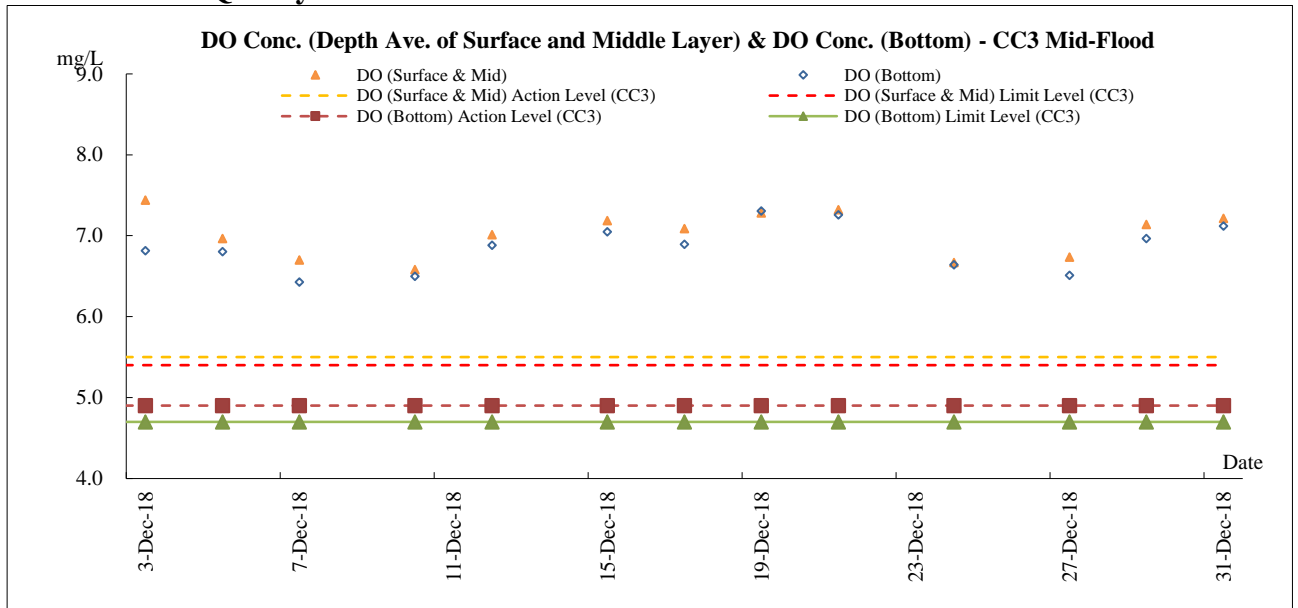 DO Conc. (Depth Ave. of Surface and Middle Layer) & DO Conc. (Bottom) - CC3 Mid-Flood
mg/L
DO (Surface & Mid)
DO (Bottom)
DO (Surface & Mid) Action Level (CC3)
DO (Surface & Mid) Limit Level (CC3)
DO (Bottom) Action Level (CC3)
DO (Bottom) Limit Level (CC3)
9.0
8.0
7.0
6.0
5.0
4.0
Date
3-Dec-18
7-Dec-18
11-Dec-18
15-Dec-18
19-Dec-18
23-Dec-18
27-Dec-18
31-Dec-18